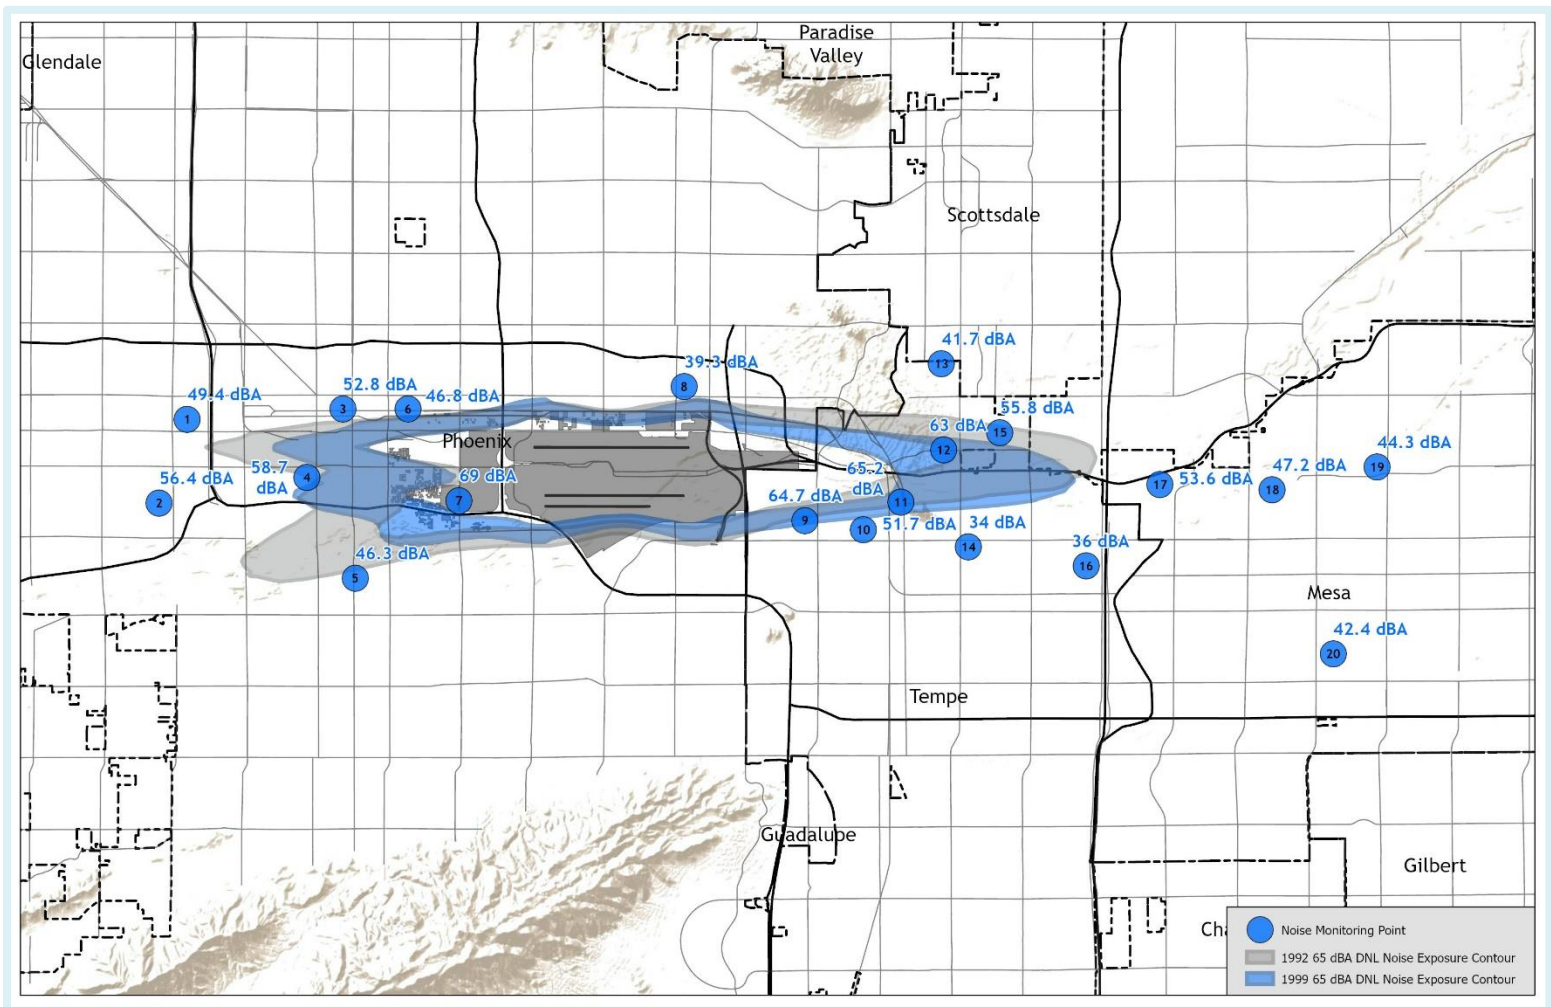 Paradise
Valley
Glendale
Scottsdale
41.7 dBA
13
39.3 dBA
8
52.8 dBA
3
46.8 dBA
6
49.4 dBA
1
55.8 dBA
15
63 dBA
12
Phoenix
44.3 dBA
19
58.7
dBA
4
69 dBA
7
65.2
dBA
11
56.4 dBA
2
53.6 dBA
17
47.2 dBA
18
64.7 dBA
9
51.7 dBA
10
34 dBA
14
46.3 dBA
5
36 dBA
16
Mesa
42.4 dBA
20
Tempe
Guadalupe
Gilbert
Cha
Noise Monitoring Point
1992 65 dBA DNL Noise Exposure Contour
1999 65 dBA DNL Noise Exposure Contour